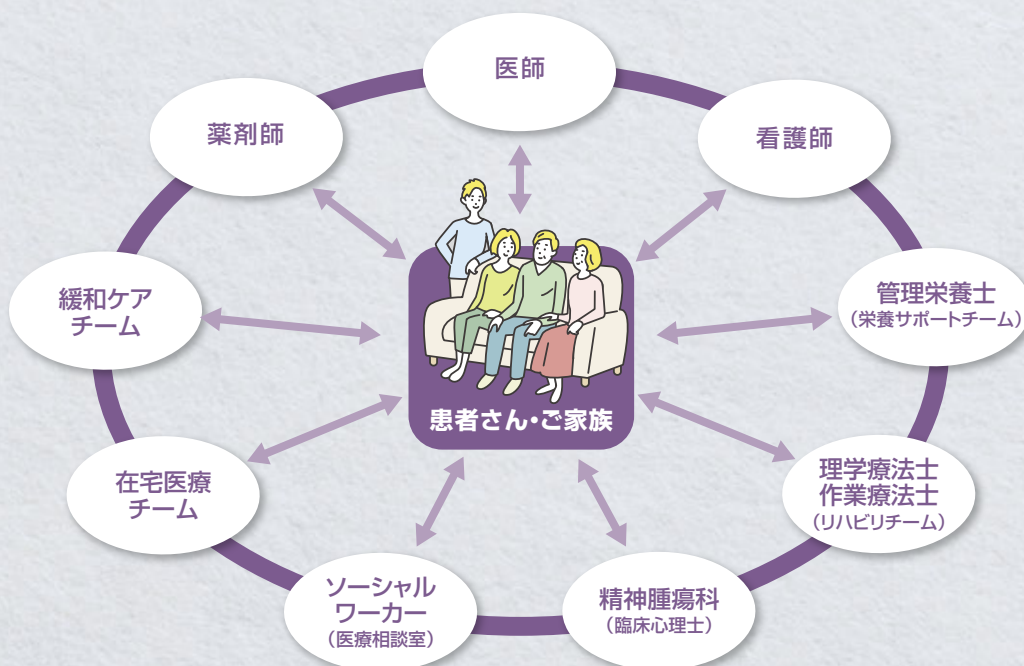 医師
看護師
管理栄養士
（栄養サポートチーム）
理学療法士
作業療法士
（リハビリチーム）
精神腫瘍科
（臨床心理士）
ソーシャル
ワーカー
（医療相談室）
在宅医療
チーム
緩和ケア
チーム
薬剤師
患者さん・ご家族